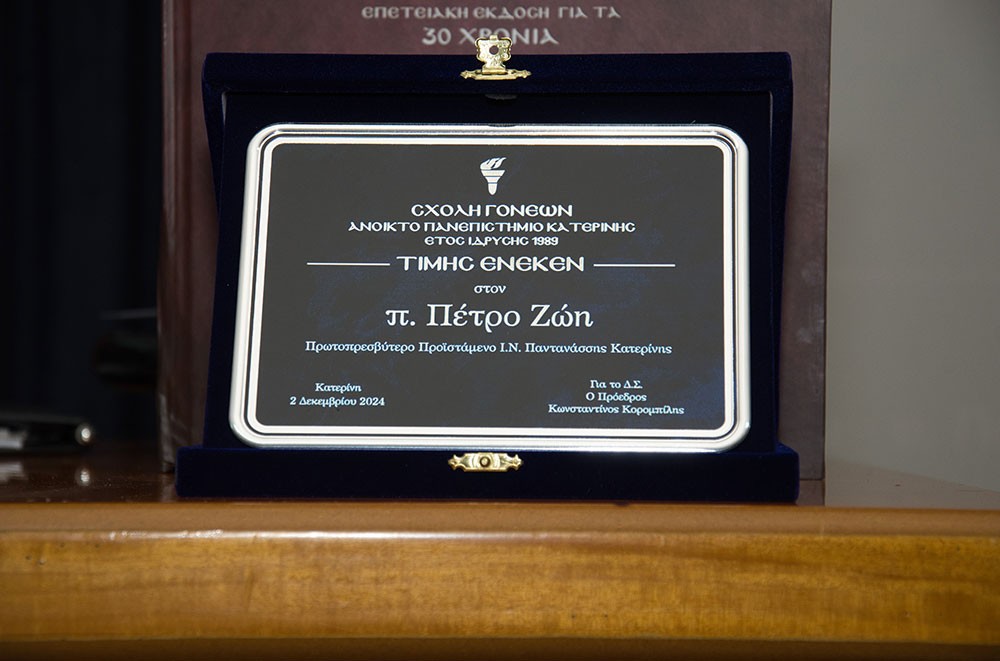 ΕΠΕΤΕΙΑΚΗ ΕΚΔΟΣΗ ΓΙΑ ΤΑ
30 ΧΡΟΝΙΑ
ΣΧΟΛΗ ΓΟΝΕΩΝ
ΑΝΟΙΚΤΟ ΠΑΝΕΠΙΣΤΗΜΙΟ ΚΑΤΕΡΙΝΗΣ
ΕΤΟΣ ΙΔΡΥΣΗΣ 1989
ΤΙΜΗΣ ΕΝΕΚΕΝ
στον
π. Πέτρο Ζώη
Πρωτοπρεσβύτερο Προϊστάμενο Ι.Ν. Παντανάσσης Κατερίνης
Κατερίνη
2 Δεκεμβρίου 2024
Για το Δ.Σ.
Ο Πρόεδρος
Κωνσταντίνος Κορομπίλης